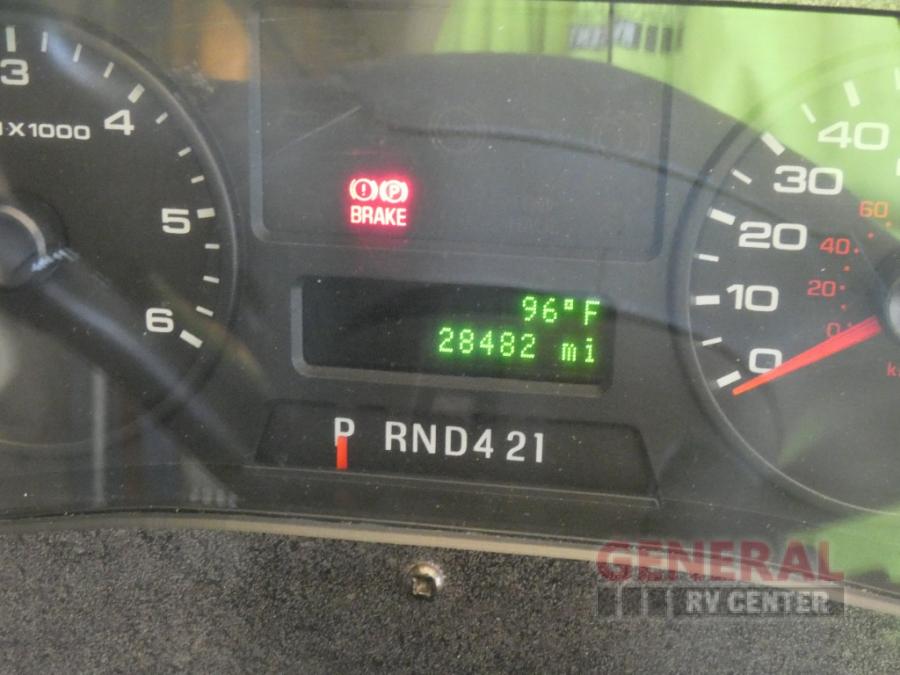 3
4
X1000
5
6
BRAKE
P
96°F
28482 mi
P RND421
40
30
20
10
0
60
40
20
0
GENERAL
RV CENTER